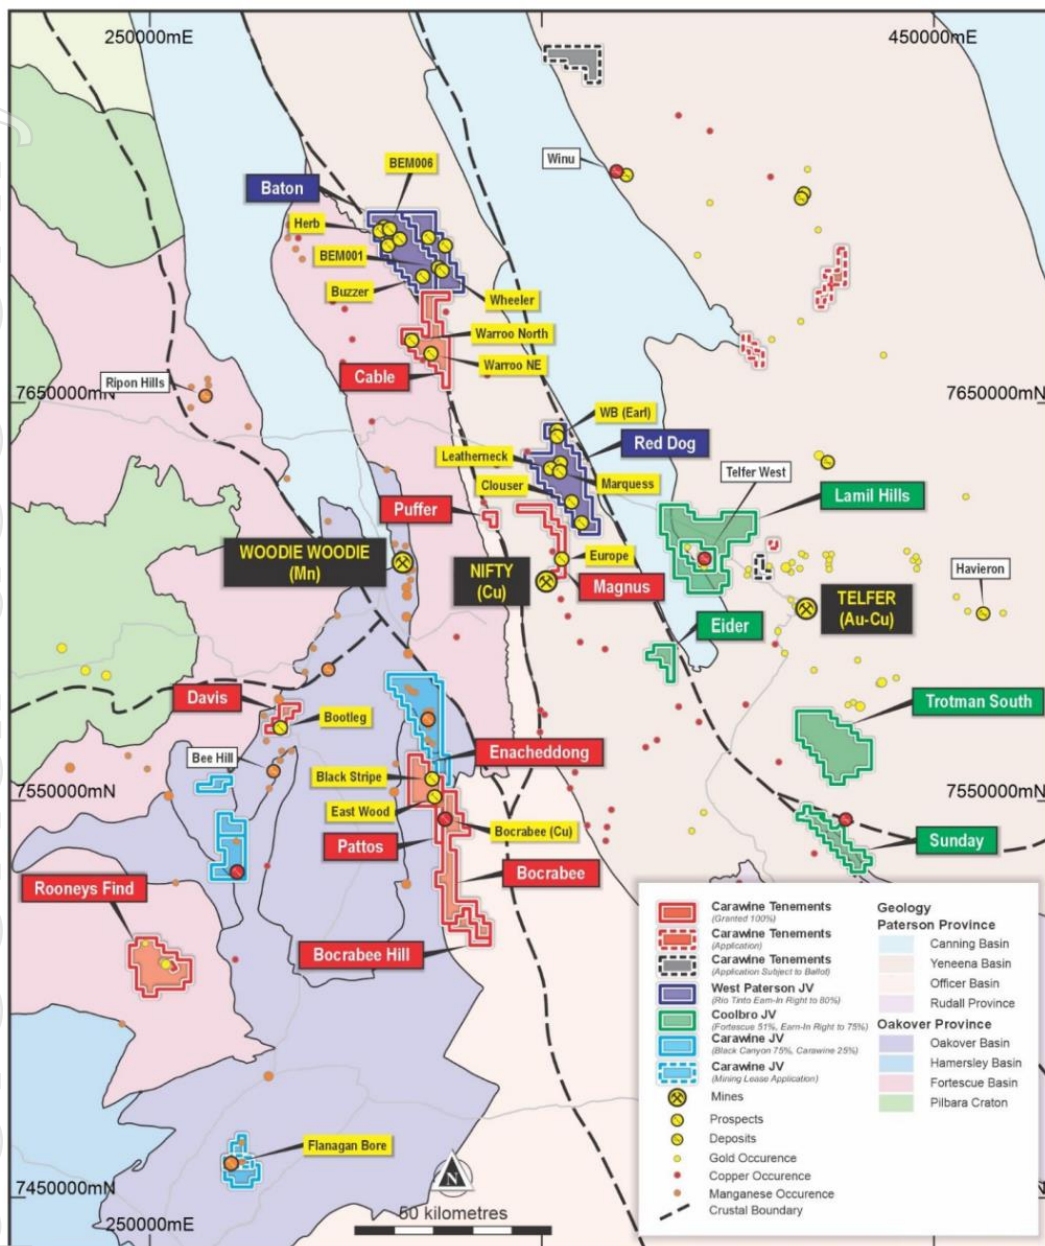 250000mE
450000mE
BEM006
Winu
Baton
Herb
BEM001
Buzzer
Wheeler
Warroo North
Warroo NE
Cable
Ripon Hills
7650000mN
7650000mN
WB (Earl)
Red Dog
Leatherneck
Telfer West
Clouser
Marquess
Lamil Hills
Puffer
WOODIE WOODIE
(Mn)
NIFTY
(Cu)
Europe
Magnus
Havieron
TELFER
(Au-Cu)
Eider
Davis
Bootleg
Trotman South
Bee Hill
Enacheddong
Black Stripe
7550000mN
7550000mN
East Wood
Bocrabee (Cu)
Pattos
Sunday
Bocrabee
Rooneys Find
Bocrabee Hill
Carawine Tenements
(Granted 100%)
Carawine Tenements
(Application)
Carawine Tenements
(Application Subject to Ballot)
West Paterson JV
(Rio Tinto Earn-In Right to 80%)
Coolbro JV
(Fortescue 51%, Earn-In Right to 75%)
Carawine JV
(Black Canyon 75%, Carawine 25%)
Carawine JV
(Mining Lease Application)
Mines
Prospects
Deposits
Gold Occurence
Copper Occurence
Manganese Occurence
Crustal Boundary
Geology
Paterson Province
Canning Basin
Yeneena Basin
Officer Basin
Rudall Province
Oakover Province
Oakover Basin
Hamersley Basin
Fortescue Basin
Pilbara Craton
Flanagan Bore
7450000mN
N
250000mE
50 kilometres